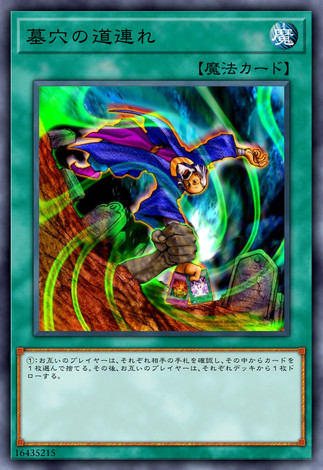 墓穴の道連れ
魔
【魔法カード】
①:お互いのプレイヤーは、それぞれ相手の手札を確認し、その中からカードを
１枚選んで捨てる。その後、お互いのプレイヤーは、それぞれデッキから１枚ド
ローする。
16435215